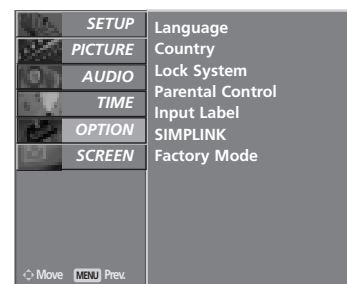 SETUP
PICTURE
AUDIO
TIME
OPTION
SCREEN
Language
Country
Lock System
Parental Control
Input Label
SIMPLINK
Factory Mode
Move MENU Prev.